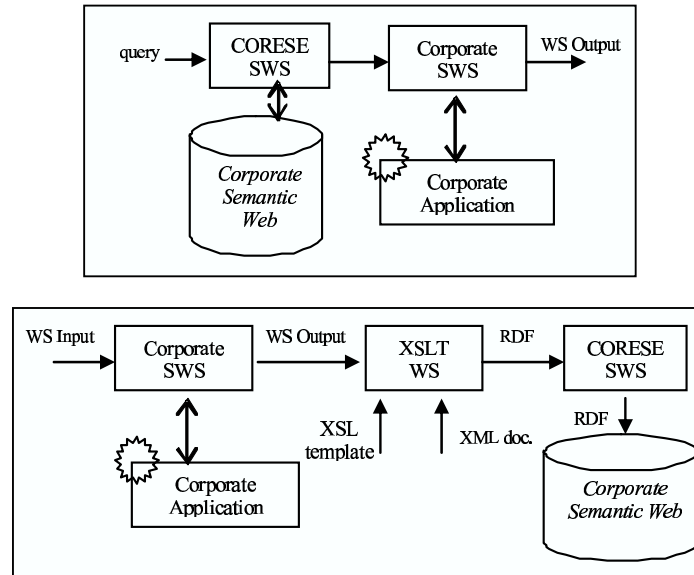 query
CORESE
SWS
Corporate
SWS
WS Output
Corporate
Semantic
Web
Corporate
Application
WS Input
Corporate
SWS
WS Output
XSLT
WS
RDF
CORESE
SWS
XSL
template
XML doc.
RDF
Corporate
Application
Corporate
Semantic Web